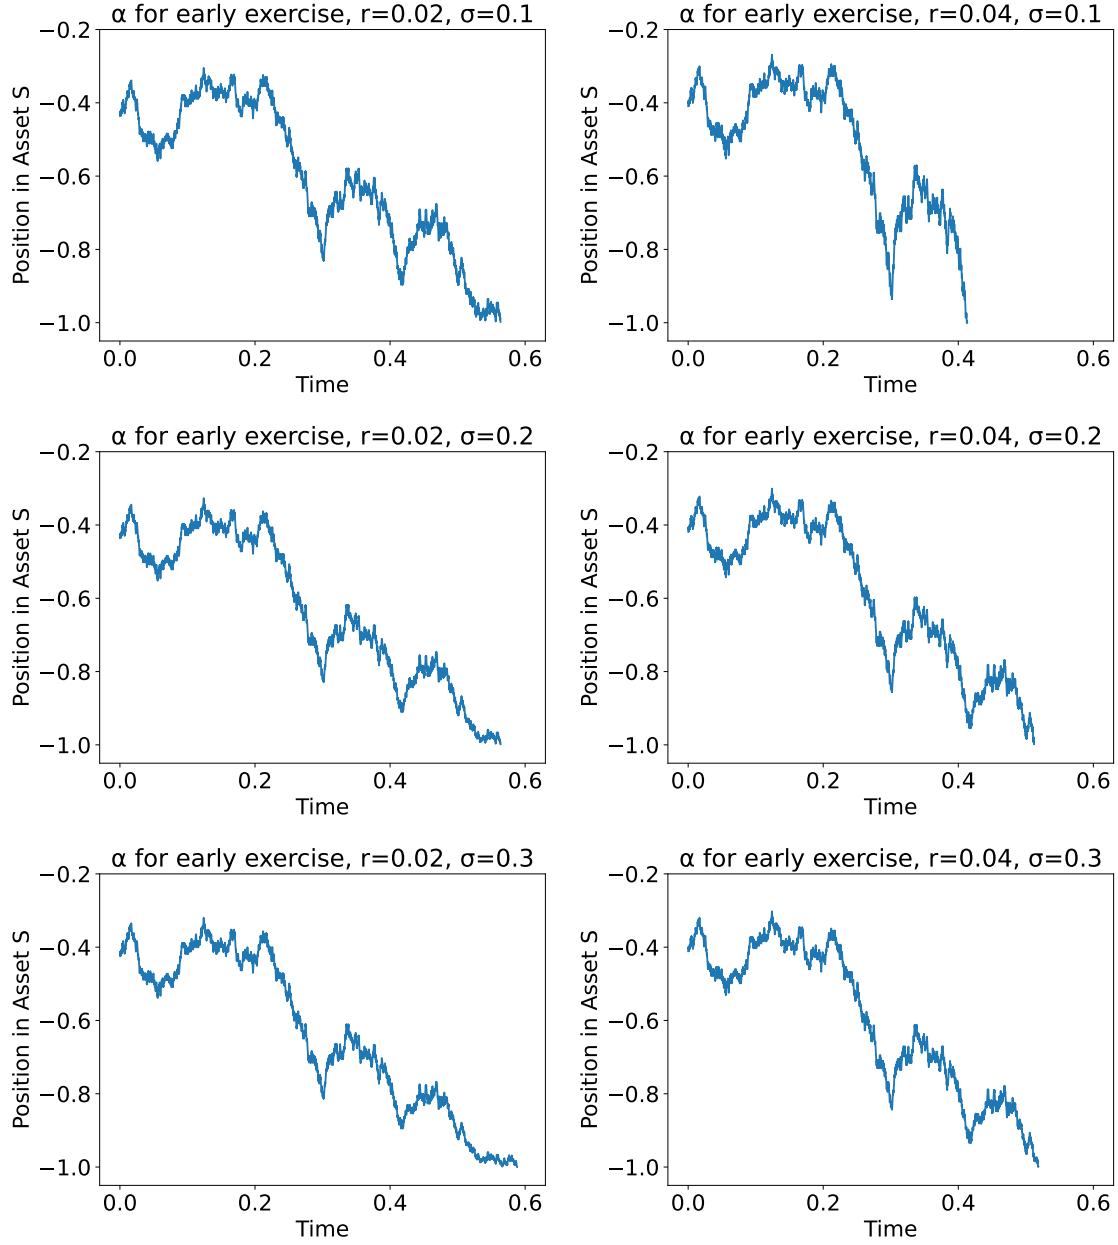 α for early exercise, r=0.02, σ=0.1
−0.2
−0.4
−0.6
−0.8
−1.0
Position in Asset S
0.0 0.2 0.4 0.6
Time
α for early exercise, r=0.04, σ=0.1
−0.2
−0.4
−0.6
−0.8
−1.0
Position in Asset S
0.0 0.2 0.4 0.6
Time
α for early exercise, r=0.02, σ=0.2
−0.2
−0.4
−0.6
−0.8
−1.0
Position in Asset S
0.0 0.2 0.4 0.6
Time
α for early exercise, r=0.04, σ=0.2
−0.2
−0.4
−0.6
−0.8
−1.0
Position in Asset S
0.0 0.2 0.4 0.6
Time
α for early exercise, r=0.02, σ=0.3
−0.2
−0.4
−0.6
−0.8
−1.0
Position in Asset S
0.0 0.2 0.4 0.6
Time
α for early exercise, r=0.04, σ=0.3
−0.2
−0.4
−0.6
−0.8
−1.0
Position in Asset S
0.0 0.2 0.4 0.6
Time